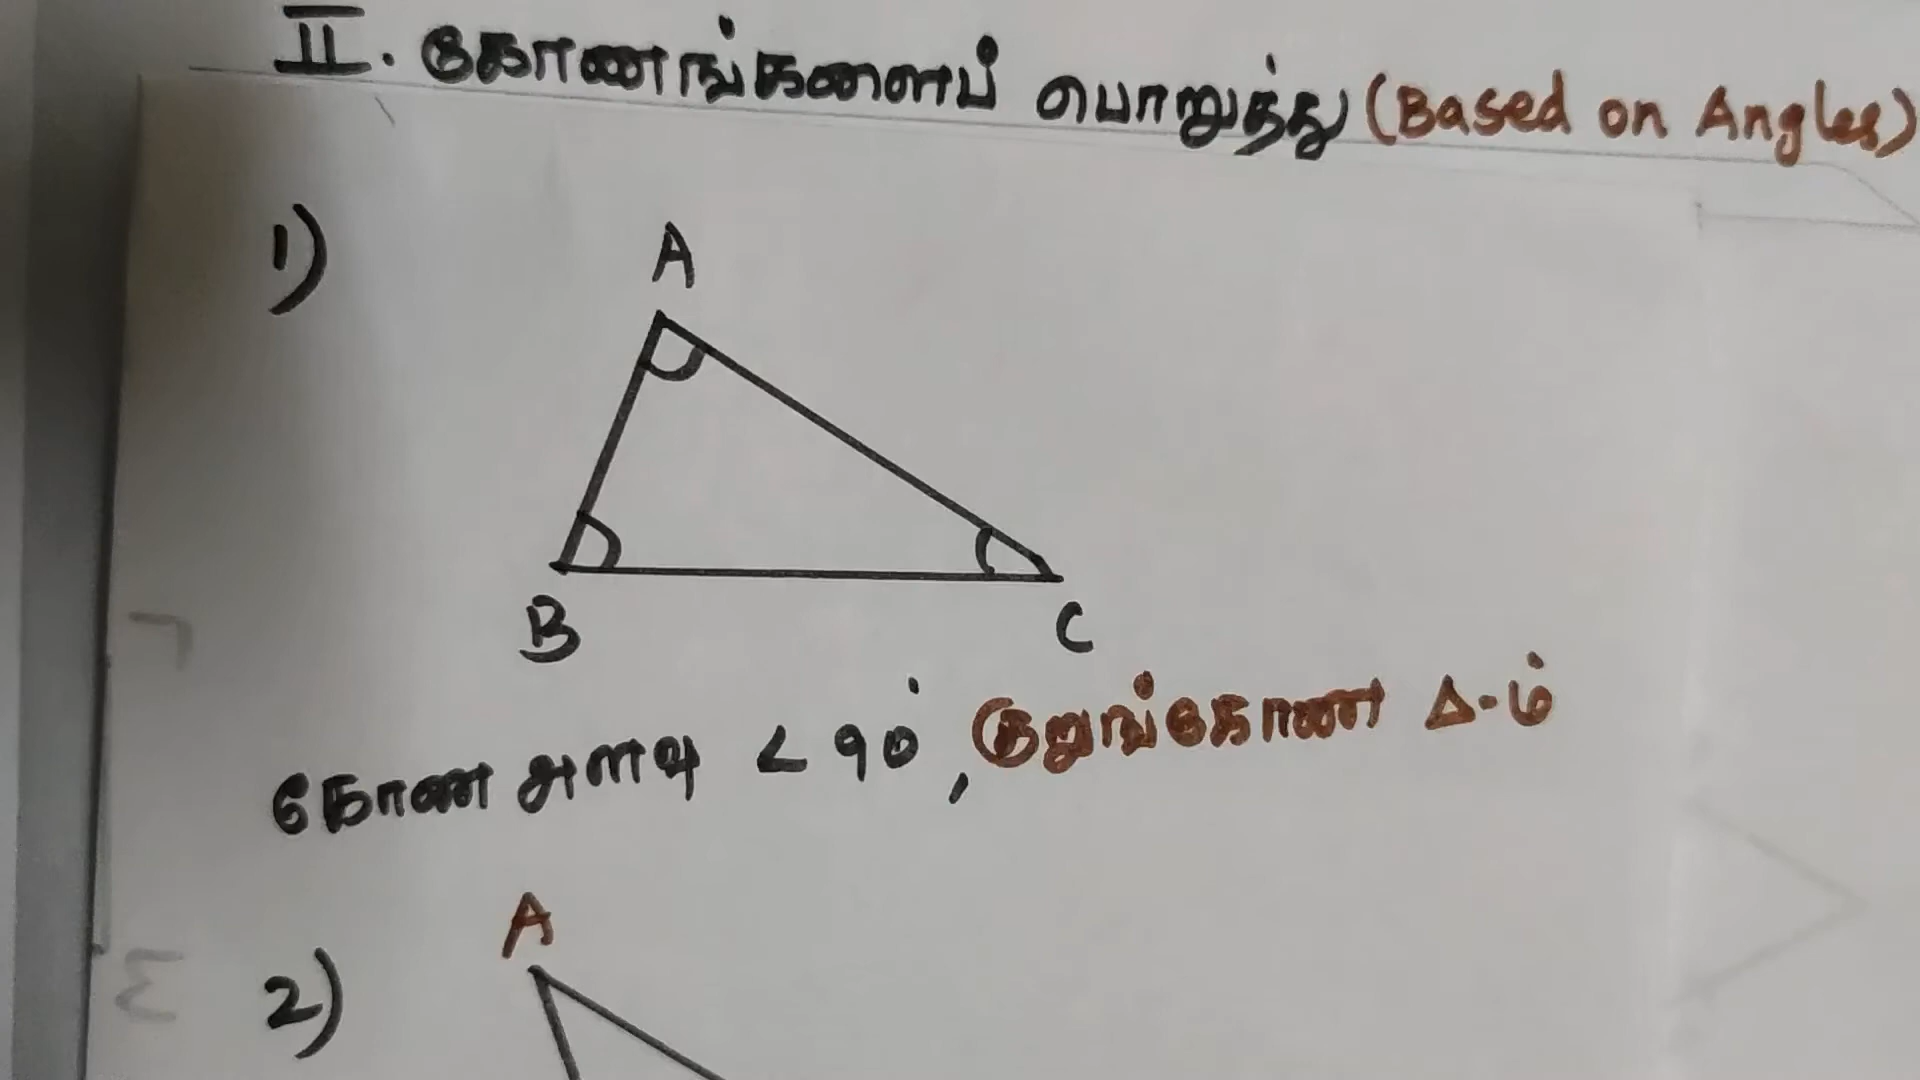 II. கோணங்களைப் பொறுத்து (Based on Angles)
1)
A
B
C
கோண அளவு < 90°, குறுங்கோண Δ-ம்
A
2)